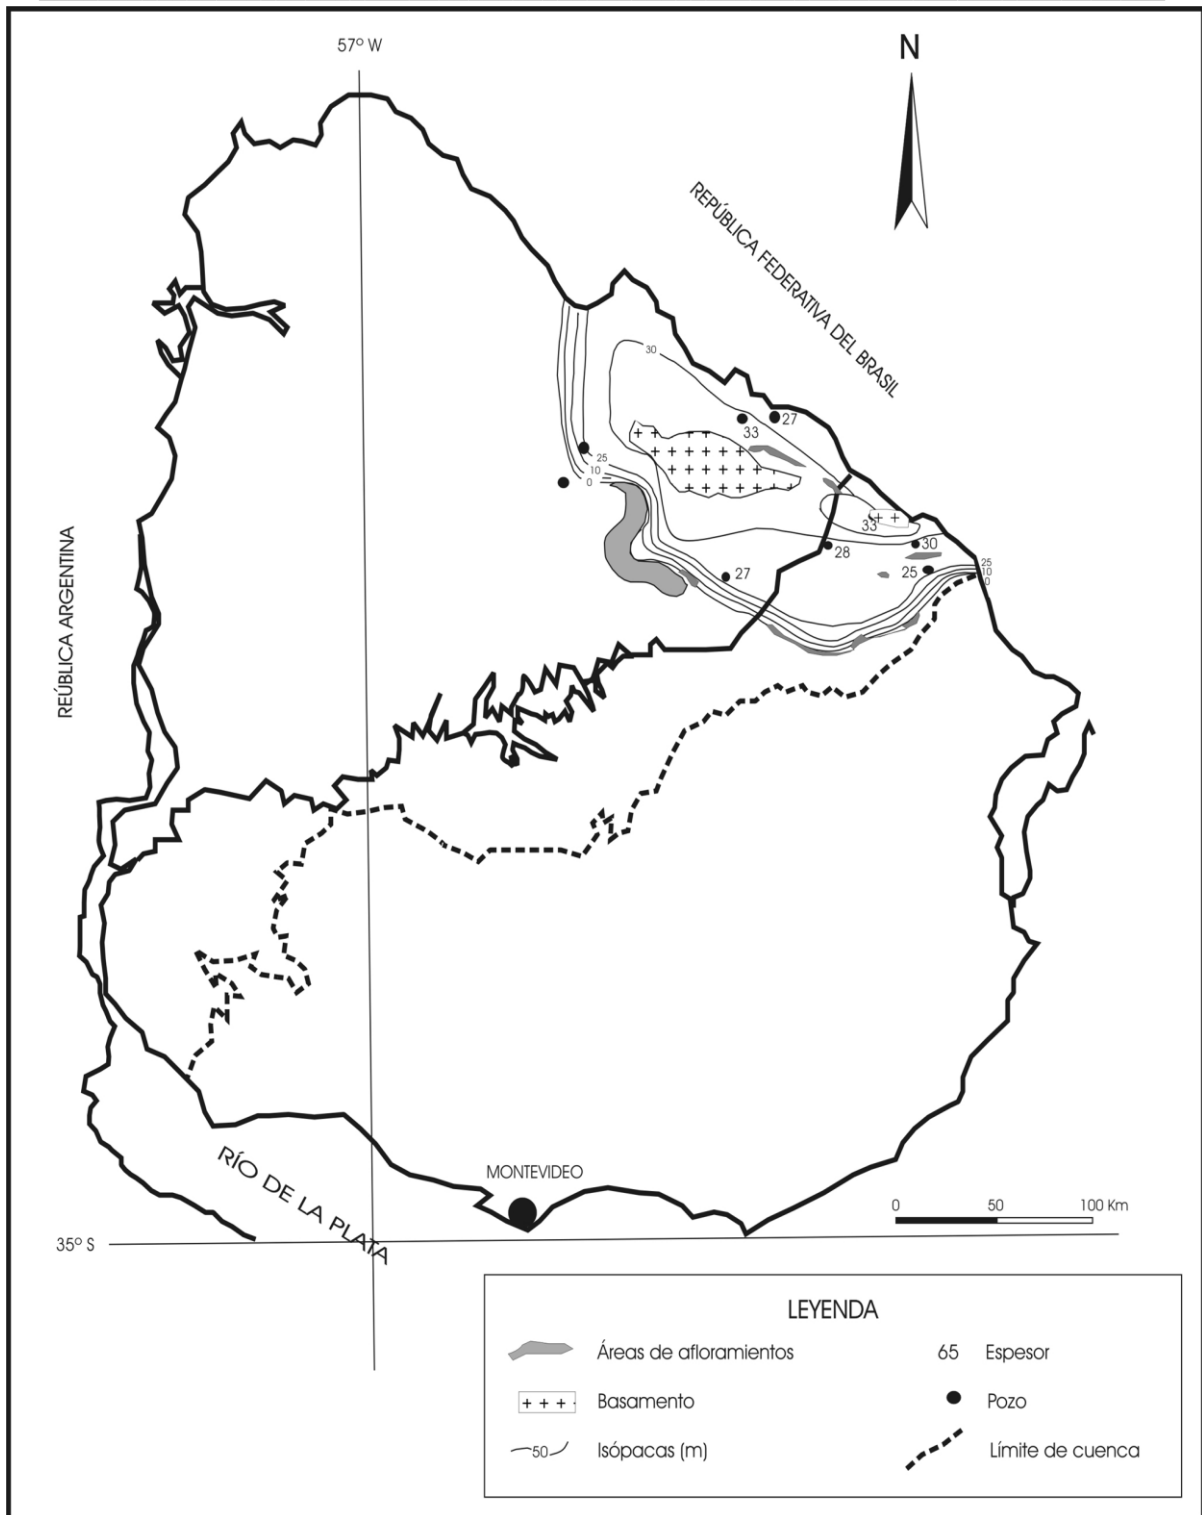 57º W
N
REPÚBLICA FEDERATIVA DEL BRASIL
30
27
33
25
10
0
33
28
30
27
25
25
10
0
REÚBLICA ARGENTINA
RÍO DE LA PLATA
MONTEVIDEO
0 50 100 Km
35º S
LEYENDA
Áreas de afloramientos
65 Espesor
Basamento
Pozo
50 Isópacas (m)
Límite de cuenca